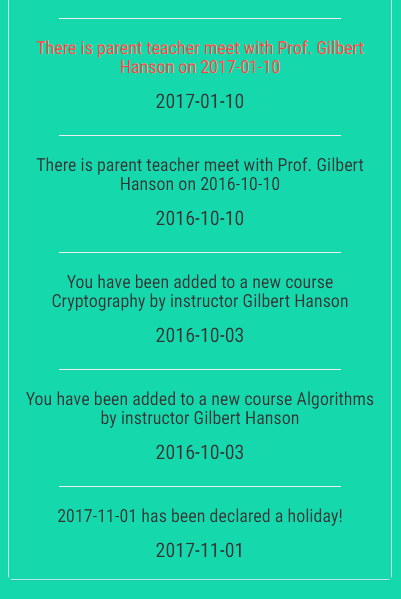 There is parent teacher meet with Prof. Gilbert
Hanson on 2017-01-10
2017-01-10
There is parent teacher meet with Prof. Gilbert
Hanson on 2016-10-10
2016-10-10
You have been added to a new course
Cryptography by instructor Gilbert Hanson
2016-10-03
You have been added to a new course Algorithms
by instructor Gilbert Hanson
2016-10-03
2017-11-01 has been declared a holiday!
2017-11-01